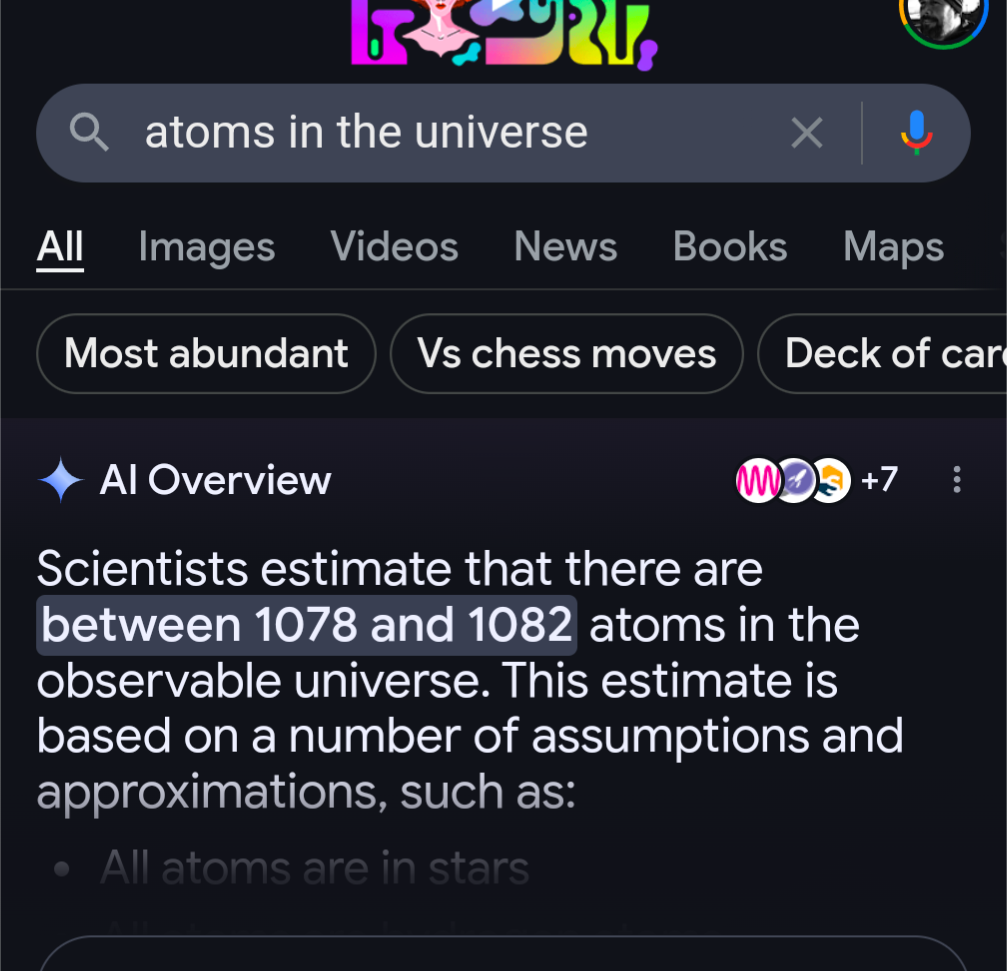 atoms in the universe
All Images Videos News Books Maps
Most abundant Vs chess moves Deck of car
AI Overview +7
Scientists estimate that there are
between 1078 and 1082 atoms in the
observable universe. This estimate is
based on a number of assumptions and
approximations, such as:
• All atoms are in stars